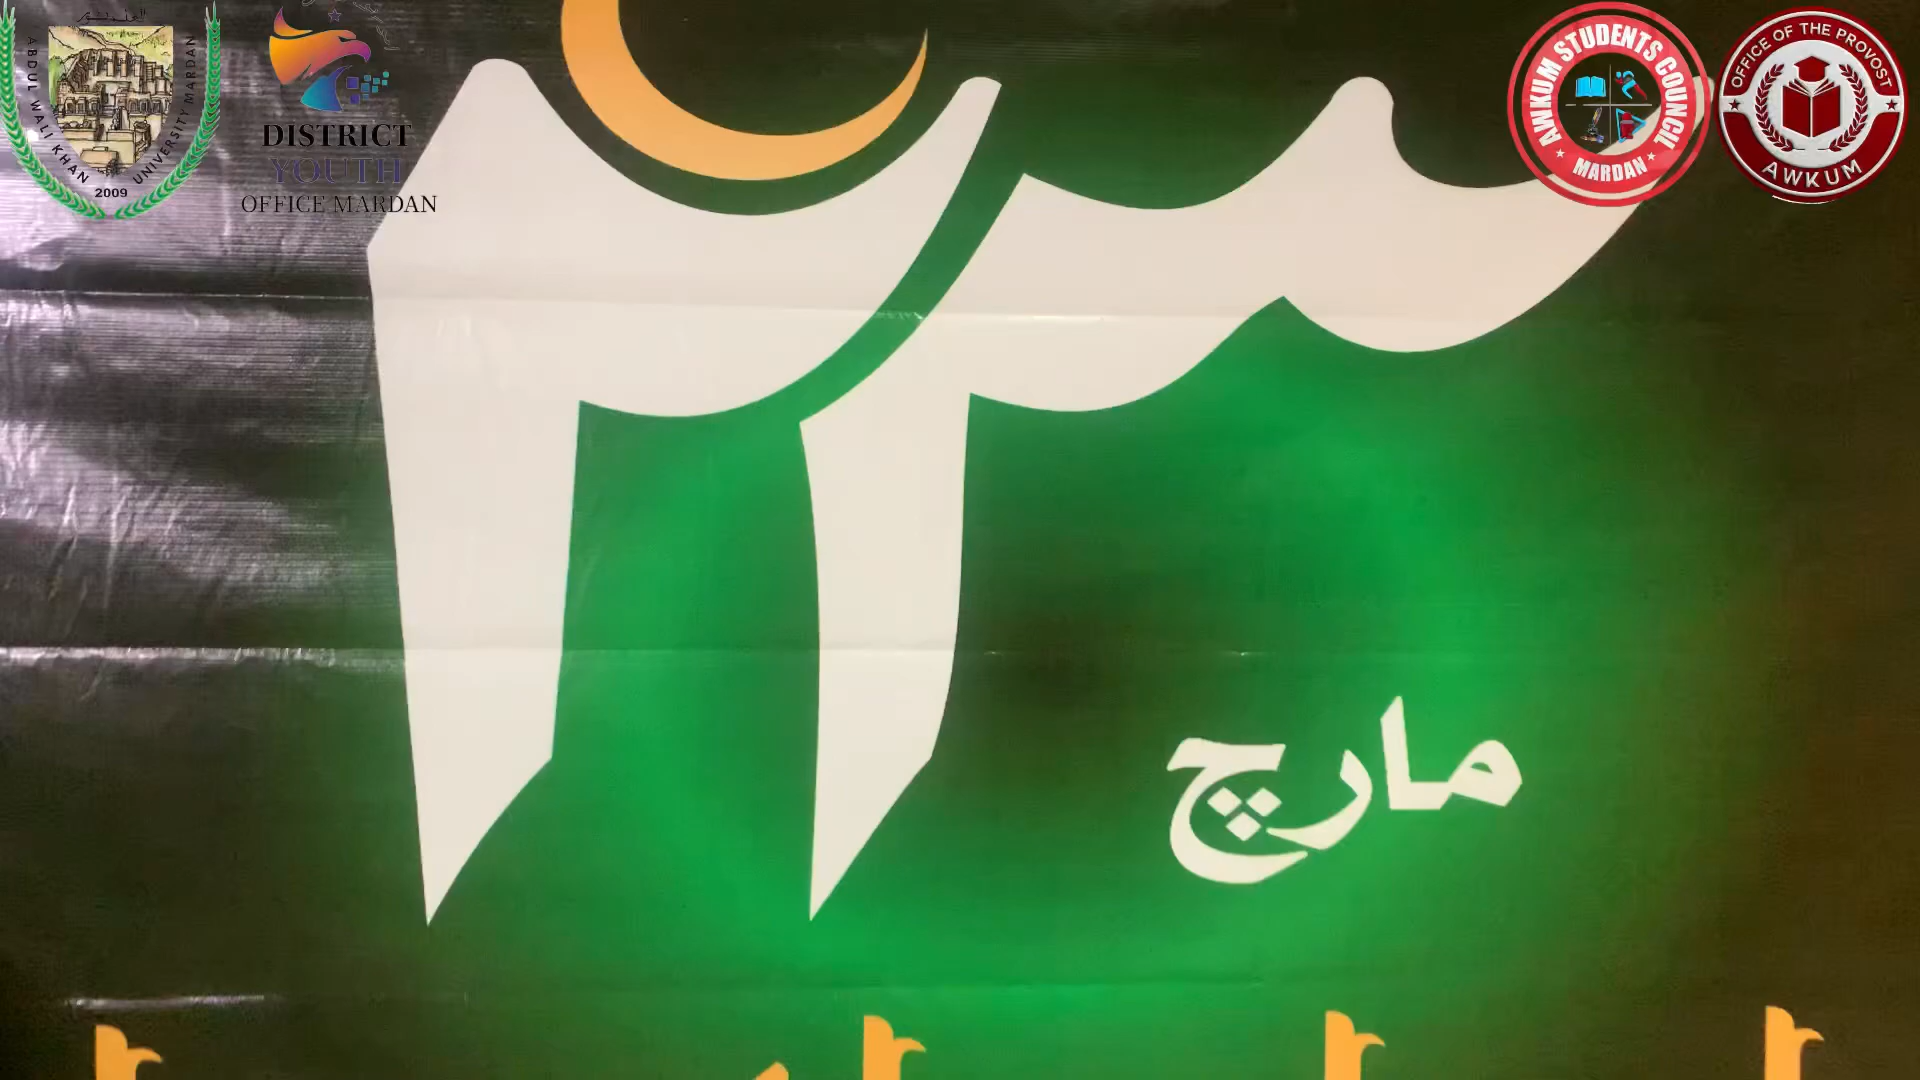 ABDUL WALI KHAN UNIVERSITY MARDAN
2009
DISTRICT
YOUTH
OFFICE MARDAN
AWKUM STUDENTS COUNCIL
MARDAN
OFFICE OF THE PROVOST
AWKUM
۲۳
مارچ